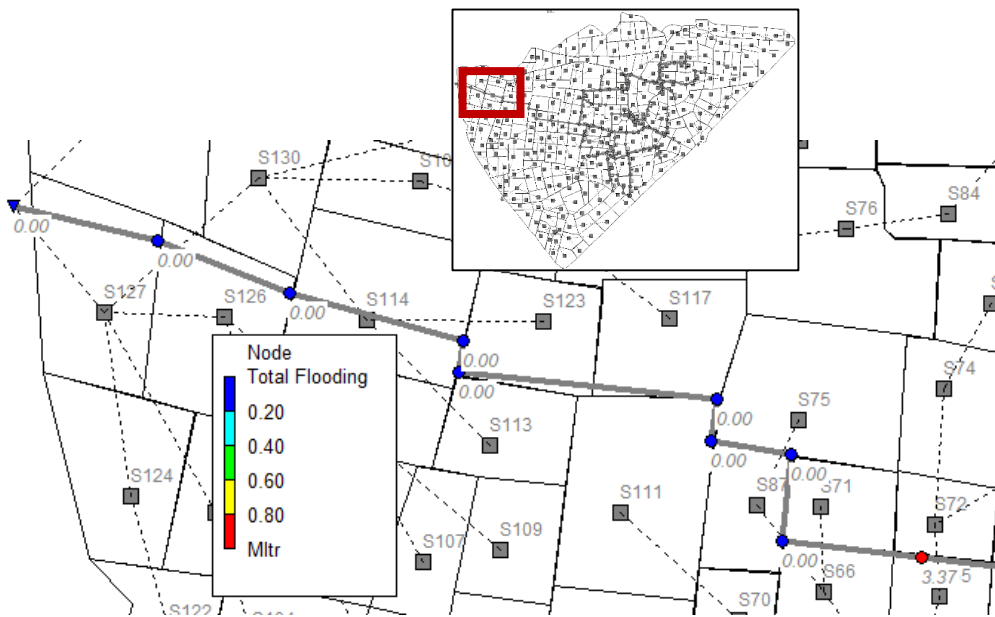 S130
S84
S76
0.00
0.00
S127
S126
0.00
S114
S123
S117
Node
Total Flooding
0.20
0.40
0.60
0.80
Mltr
0.00
0.00
S74
0.00
S75
S113
0.00
0.00
S124
S111
S87
S71
S72
S107
S109
0.00
3.37
S66
S70
S122